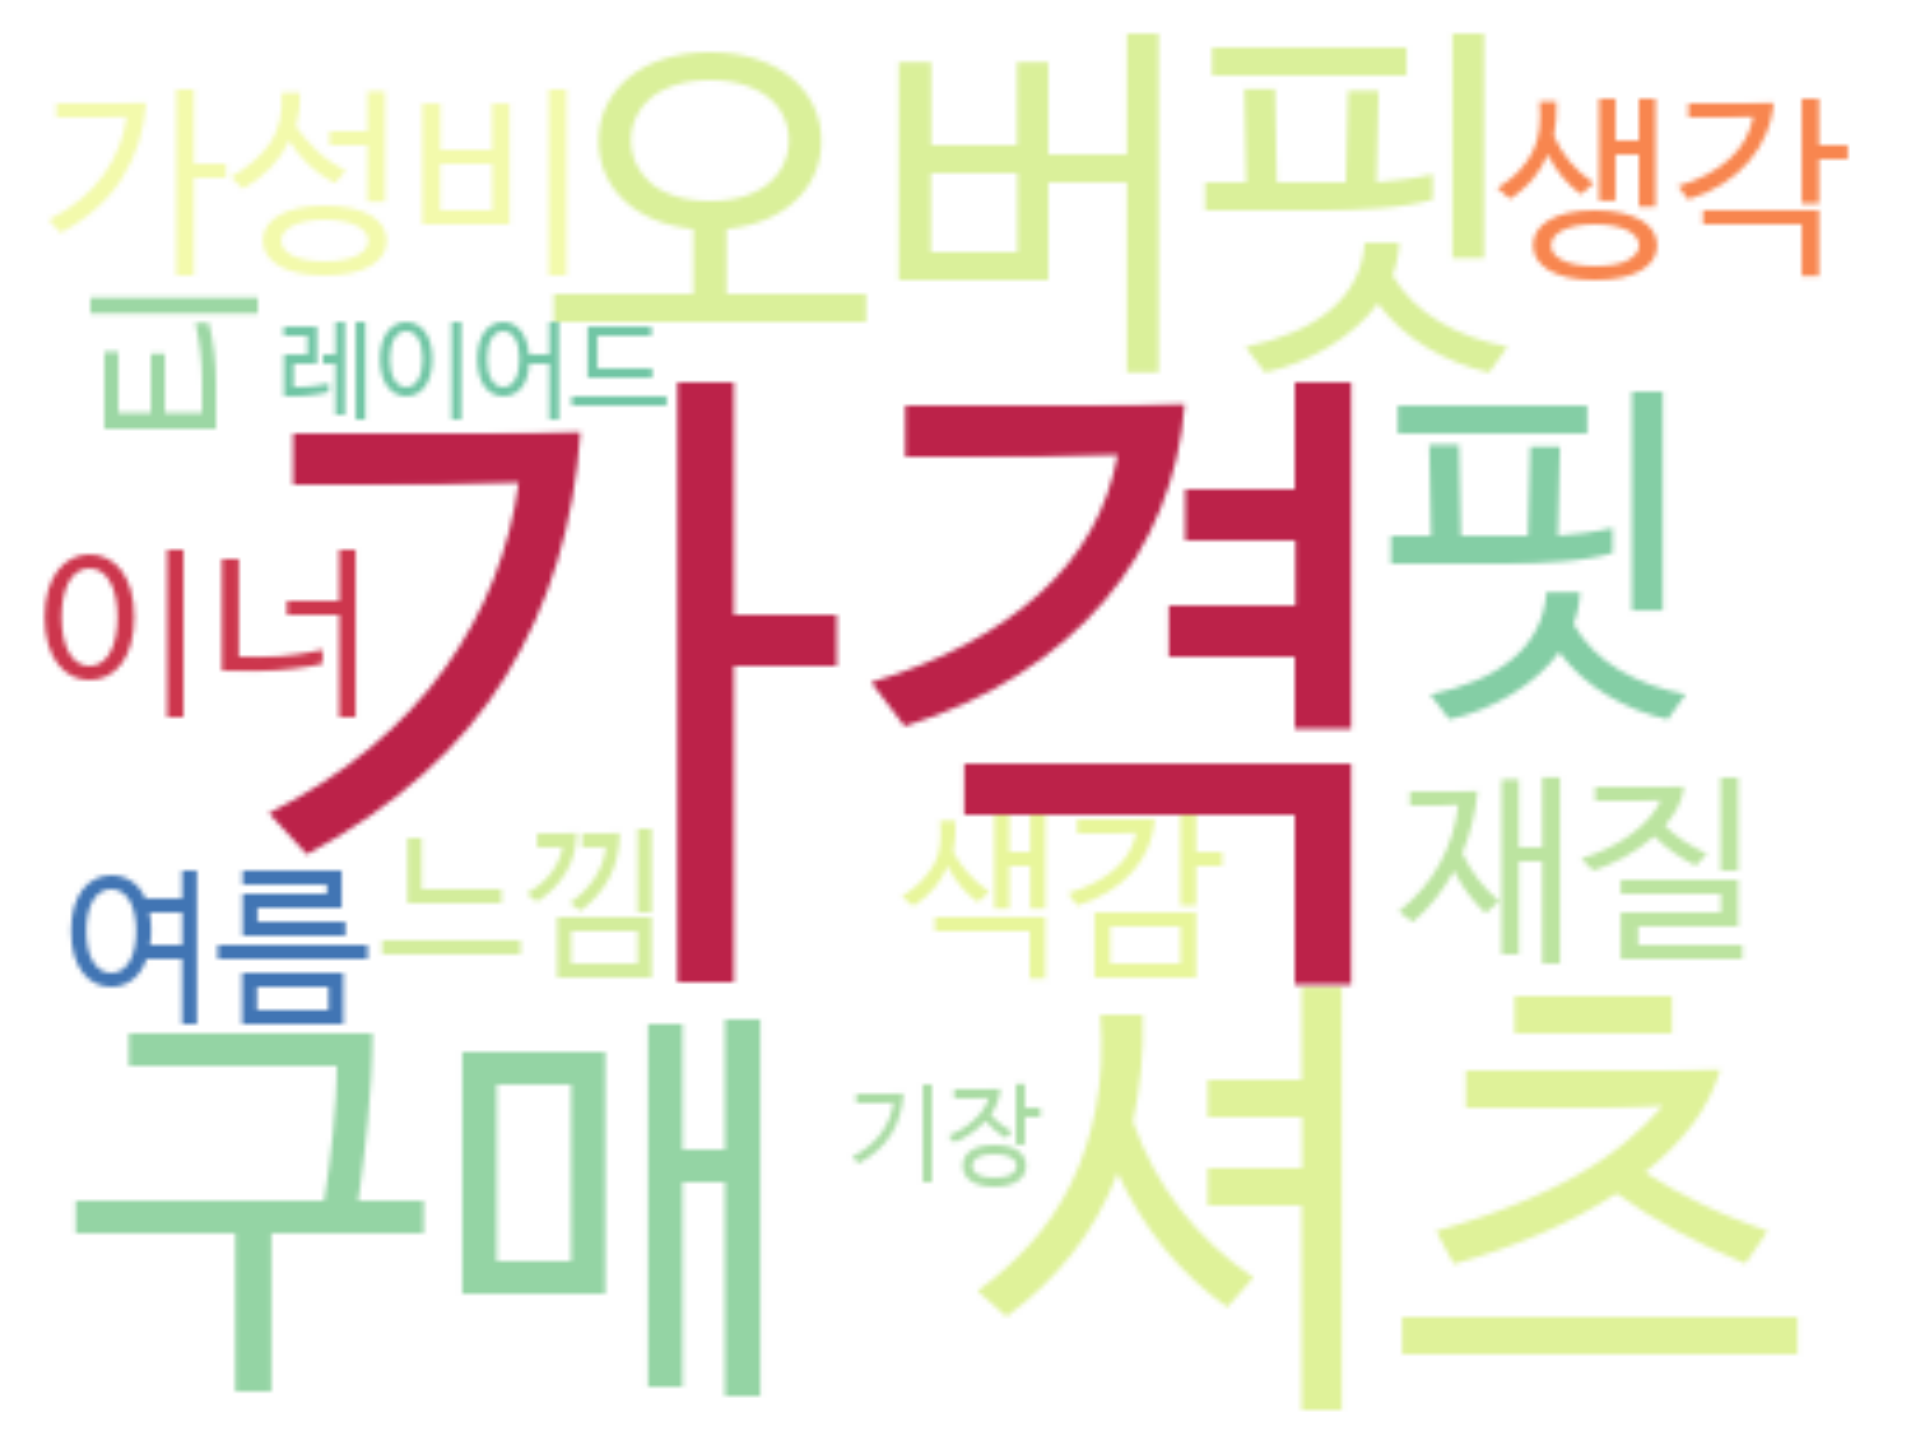 가성비 오버핏 생각
티 레이어드
가격 핏
이너
여름 느낌 색감 재질
구매 기장 셔츠